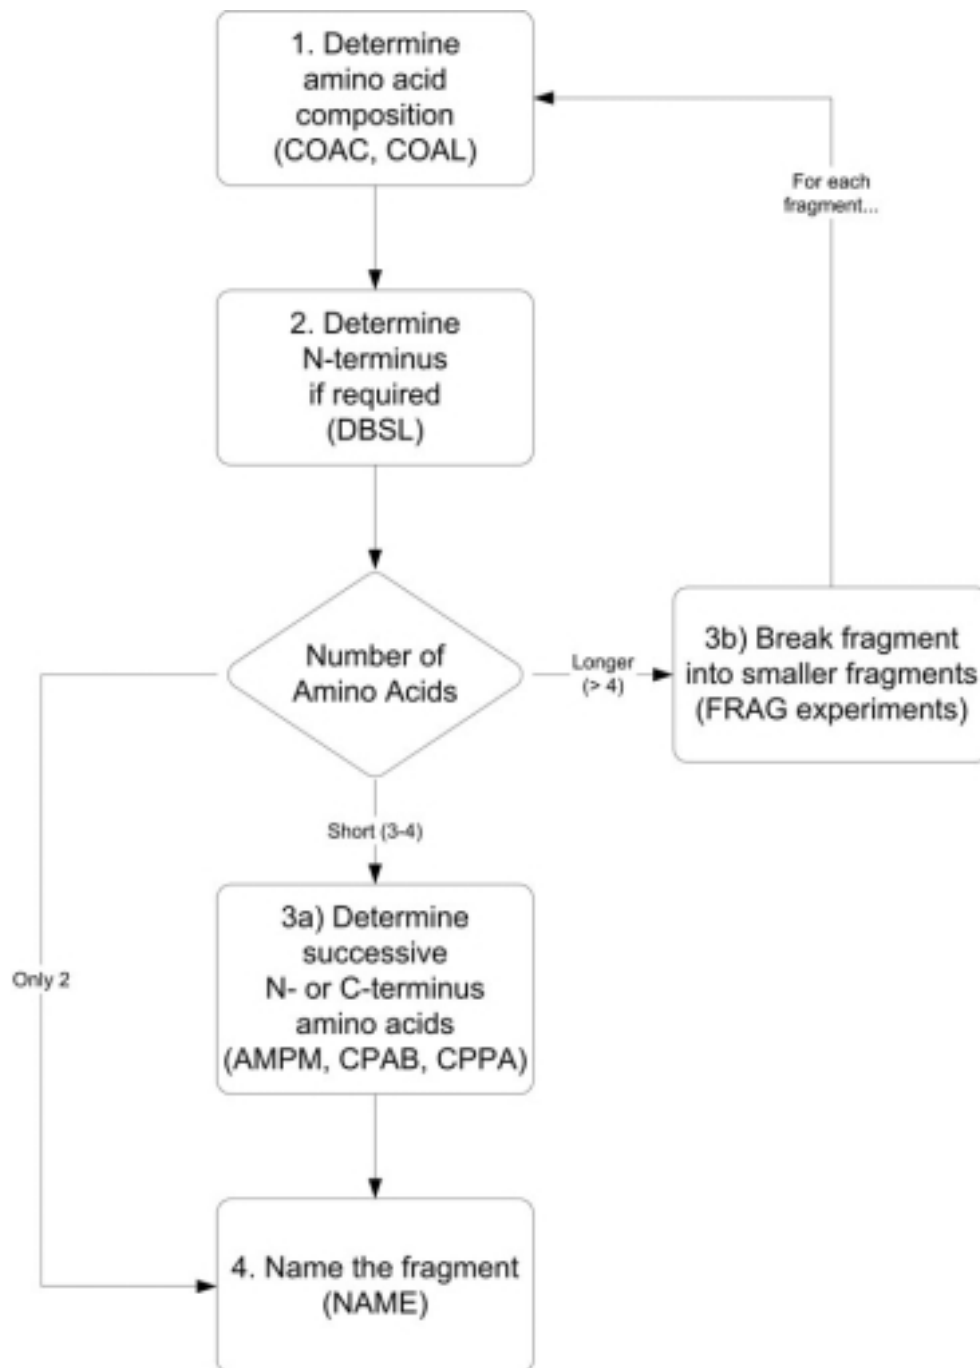 1. Determine
amino acid
composition
(COAC, COAL)
For each
fragment...
2. Determine
N-terminus
if required
(DBSL)
Number of
Amino Acids
Longer
(> 4)
3b) Break fragment
into smaller fragments
(FRAG experiments)
Short (3-4)
3a) Determine
successive
N- or C-terminus
amino acids
(AMPM, CPAB, CPPA)
Only 2
4. Name the fragment
(NAME)